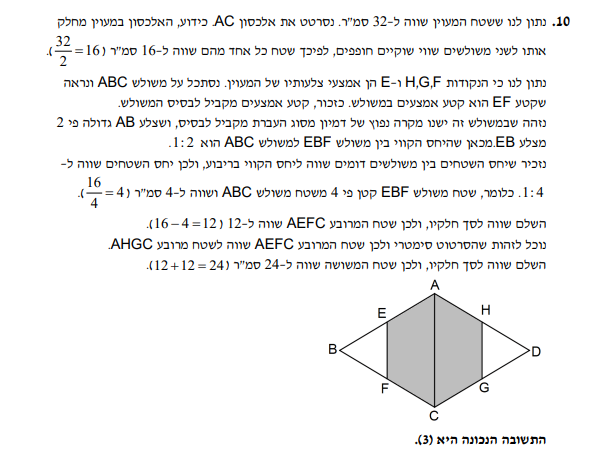 10. נתון לנו ששטח המעוין שווה ל-32 סמ"ר. נסרטט את אלכסון AC. כידוע, האלכסון במעוין מחלק
אותו לשני משולשים שווי שוקיים חופפים, לפיכך שטח כל אחד מהם שווה ל-16 סמ"ר (32/2 = 16).
נתון לנו כי הנקודות H,G,F ו-E הן אמצעי צלעותיו של המעוין. נסתכל על משולש ABC ונראה
שקטע EF הוא קטע אמצעים במשולש. כזכור, קטע אמצעים מקביל לבסיס המשולש.
נזהה שבמשולש זה ישנו מקרה נפוץ של דמיון מסוג העברת מקביל לבסיס, ושצלע AB גדולה פי 2
מצלע EB.מכאן שהיחס הקווי בין משולש EBF למשולש ABC הוא 1:2.
נזכיר שיחס השטחים בין משולשים דומים שווה ליחס הקווי בריבוע, ולכן יחס השטחים שווה ל-
1:4. כלומר, שטח משולש EBF קטן פי 4 משטח משולש ABC ושווה ל-4 סמ"ר (16/4 = 4).
השלם שווה לסך חלקיו, ולכן שטח המרובע AEFC שווה ל-12 (16 − 4 = 12).
נוכל לזהות שהסרטוט סימטרי ולכן שטח המרובע AEFC שווה לשטח מרובע AHGC.
השלם שווה לסך חלקיו, ולכן שטח המשושה שווה ל-24 סמ"ר (12 + 12 = 24).
A
E H
B D
F G
C
התשובה הנכונה היא (3).